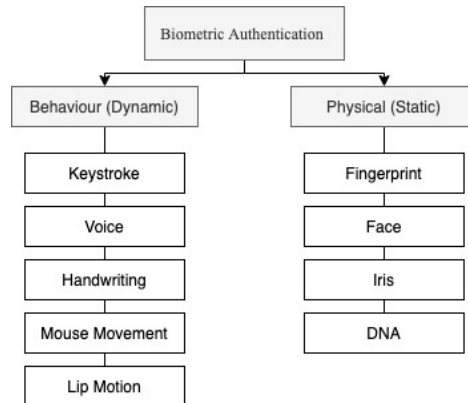 Biometric Authentication
Behaviour (Dynamic)
Keystroke
Voice
Handwriting
Mouse Movement
Lip Motion
Physical (Static)
Fingerprint
Face
Iris
DNA